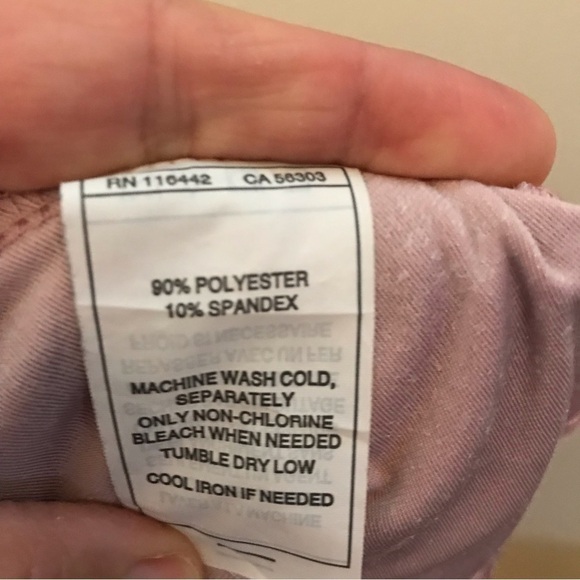 RN 116442 CA 56303
90% POLYESTER
10% SPANDEX
MACHINE WASH COLD,
SEPARATELY
ONLY NON-CHLORINE
BLEACH WHEN NEEDED
TUMBLE DRY LOW
COOL IRON IF NEEDED